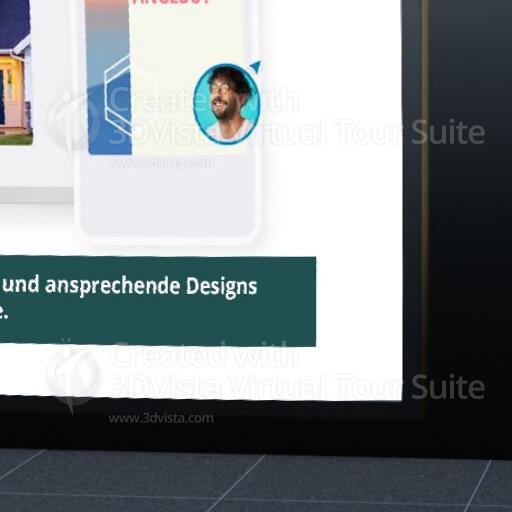 ANGEBOT
Created with
3DVista Virtual Tour Suite
www.3dvista.com
und ansprechende Designs
e.
Created with
3DVista Virtual Tour Suite
www.3dvista.com